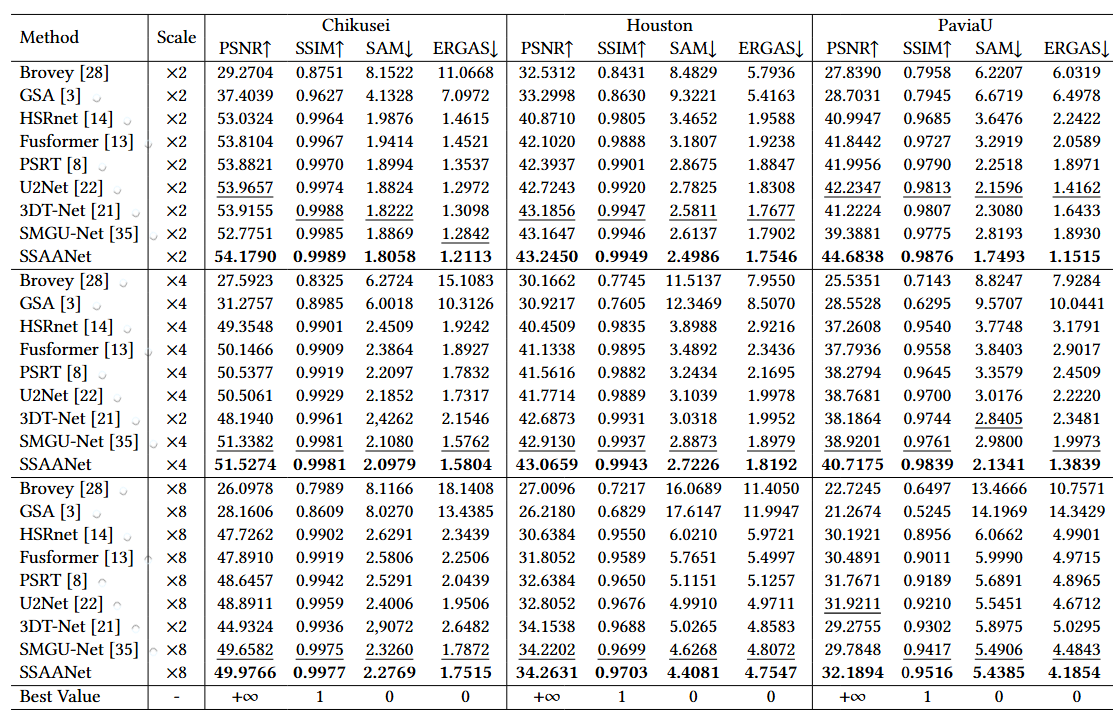 Method Scale Chikusei Houston PaviaU
PSNR↑ SSIM↑ SAM↓ ERGAS↓ PSNR↑ SSIM↑ SAM↓ ERGAS↓ PSNR↑ SSIM↑ SAM↓ ERGAS↓
Brovey [28] ×2 29.2704 0.8751 8.1522 11.0668 32.5312 0.8431 8.4829 5.7936 27.8390 0.7958 6.2207 6.0319
GSA [3] ×2 37.4039 0.9627 4.1328 7.0972 33.2998 0.8630 9.3221 5.4163 28.7031 0.7945 6.6719 6.4978
HSRnet [14] ×2 53.0324 0.9964 1.9876 1.4615 40.8710 0.9805 3.4652 1.9588 40.9947 0.9685 3.6476 2.2422
Fusformer [13] ×2 53.8104 0.9967 1.9414 1.4521 42.1020 0.9888 3.1807 1.9238 41.8442 0.9727 3.2919 2.0589
PSRT [8] ×2 53.8821 0.9970 1.8994 1.3537 42.3937 0.9901 2.8675 1.8847 41.9956 0.9790 2.2518 1.8971
U2Net [22] ×2 53.9657 0.9974 1.8824 1.2972 42.7243 0.9920 2.7825 1.8308 42.2347 0.9813 2.1596 1.4162
3DT-Net [21] ×2 53.9155 0.9988 1.8222 1.3098 43.1856 0.9947 2.5811 1.7677 41.2224 0.9807 2.3080 1.6433
SMGU-Net [35] ×2 52.7751 0.9985 1.8869 1.2842 43.1647 0.9946 2.6137 1.7902 39.3881 0.9775 2.8193 1.8930
SSAANet ×2 54.1790 0.9989 1.8058 1.2113 43.2450 0.9949 2.4986 1.7546 44.6838 0.9876 1.7493 1.1515
Brovey [28] ×4 27.5923 0.8325 6.2724 15.1083 30.1662 0.7745 11.5137 7.9550 25.5351 0.7143 8.8247 7.9284
GSA [3] ×4 31.2757 0.8985 6.0018 10.3126 30.9217 0.7605 12.3469 8.5070 28.5528 0.6295 9.5707 10.0441
HSRnet [14] ×4 49.3548 0.9901 2.4509 1.9242 40.4509 0.9835 3.8988 2.9216 37.2608 0.9540 3.7748 3.1791
Fusformer [13] ×4 50.1466 0.9909 2.3864 1.8927 41.1338 0.9895 3.4892 2.3436 37.7936 0.9558 3.8403 2.9017
PSRT [8] ×4 50.5377 0.9919 2.2097 1.7832 41.5616 0.9882 3.2434 2.1695 38.2794 0.9645 3.3579 2.4509
U2Net [22] ×4 50.5061 0.9929 2.1852 1.7317 41.7714 0.9889 3.1039 1.9978 38.7681 0.9700 3.0176 2.2220
3DT-Net [21] ×2 48.1940 0.9961 2,4262 2.1546 42.6873 0.9931 3.0318 1.9952 38.1864 0.9744 2.8405 2.3481
SMGU-Net [35] ×4 51.3382 0.9981 2.1080 1.5762 42.9130 0.9937 2.8873 1.8979 38.9201 0.9761 2.9800 1.9973
SSAANet ×4 51.5274 0.9981 2.0979 1.5804 43.0659 0.9943 2.7226 1.8192 40.7175 0.9839 2.1341 1.3839
Brovey [28] ×8 26.0978 0.7989 8.1166 18.1408 27.0096 0.7217 16.0689 11.4050 22.7245 0.6497 13.4666 10.7571
GSA [3] ×8 28.1606 0.8609 8.0270 13.4385 26.2180 0.6829 17.6147 11.9947 21.2674 0.5245 14.1969 14.3429
HSRnet [14] ×8 47.7262 0.9902 2.6291 2.3439 30.6384 0.9550 6.0210 5.9721 30.1921 0.8956 6.0662 4.9901
Fusformer [13] ×8 47.8910 0.9919 2.5806 2.2506 31.8052 0.9589 5.7651 5.4997 30.4891 0.9011 5.9990 4.9715
PSRT [8] ×8 48.6457 0.9942 2.5291 2.0439 32.6384 0.9650 5.1151 5.1257 31.7671 0.9189 5.6891 4.8965
U2Net [22] ×8 48.8911 0.9959 2.4006 1.9506 32.8052 0.9676 4.9910 4.9711 31.9211 0.9210 5.5451 4.6712
3DT-Net [21] ×2 44.9324 0.9936 2,9072 2.6482 34.1538 0.9688 5.0265 4.8583 29.2755 0.9302 5.8975 5.0295
SMGU-Net [35] ×8 49.6582 0.9975 2.3260 1.7872 34.2202 0.9699 4.6268 4.8072 29.7848 0.9417 5.4906 4.4843
SSAANet ×8 49.9766 0.9977 2.2769 1.7515 34.2631 0.9703 4.4081 4.7547 32.1894 0.9516 5.4385 4.1854
Best Value - +∞ 1 0 0 +∞ 1 0 0 +∞ 1 0 0